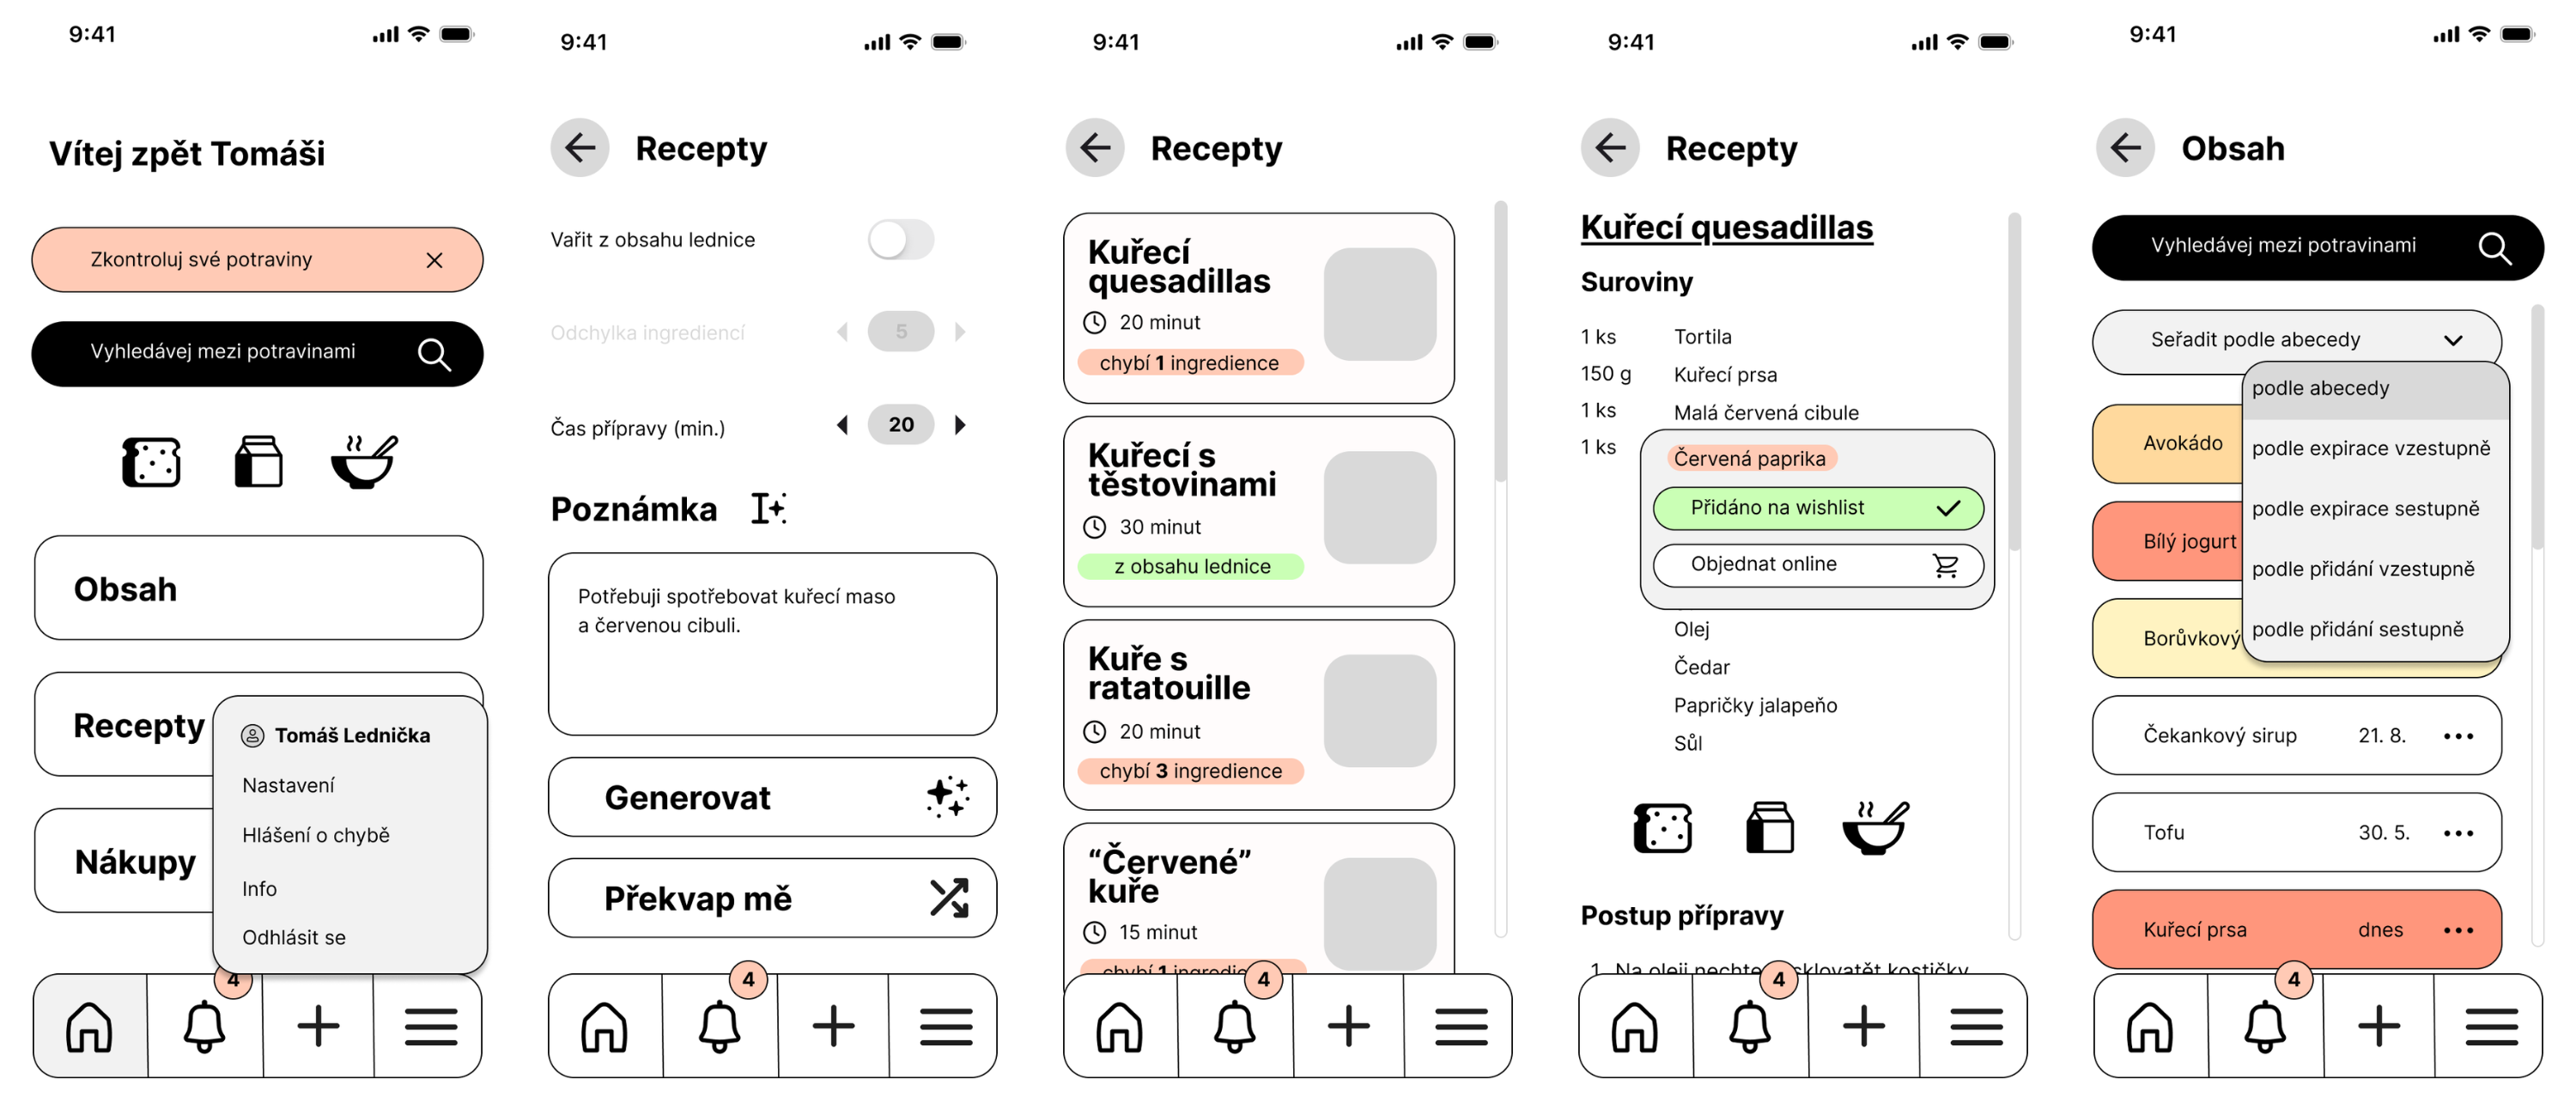 9:41
Vítej zpět Tomáši
Zkontroluj své potraviny
Vyhledávej mezi potravinami
Obsah
Recepty
Nákupy
Tomáš Lednička
Nastavení
Hlášení o chybě
Info
Odhlásit se
4
9:41
Recepty
Vařit z obsahu lednice
Odchylka ingrediencí
5
Čas přípravy (min.)
20
Poznámka
Potřebuji spotřebovat kuřecí maso
a červenou cibuli.
Generovat
Překvap mě
4
9:41
Recepty
Kuřecí
quesadillas
20 minut
chybí 1 ingredience
Kuřecí s
těstovinami
30 minut
z obsahu lednice
Kuře s
ratatouille
20 minut
chybí 3 ingredience
“Červené”
kuře
15 minut
chybí 1 ingredie
4
9:41
Recepty
Kuřecí quesadillas
Suroviny
1 ks Tortila
150 g Kuřecí prsa
1 ks Malá červená cibule
1 ks Červená paprika
Přidáno na wishlist
Objednat online
Olej
Čedar
Papričky jalapeňo
Sůl
Postup přípravy
1. Na oleji nechte sklovatět kostičky
4
9:41
Obsah
Vyhledávej mezi potravinami
Seřadit podle abecedy
podle abecedy
podle expirace vzestupně
podle expirace sestupně
podle přidání vzestupně
podle přidání sestupně
Avokádo
Bílý jogurt
Borůvkový
Čekankový sirup 21. 8.
Tofu 30. 5.
Kuřecí prsa dnes
4